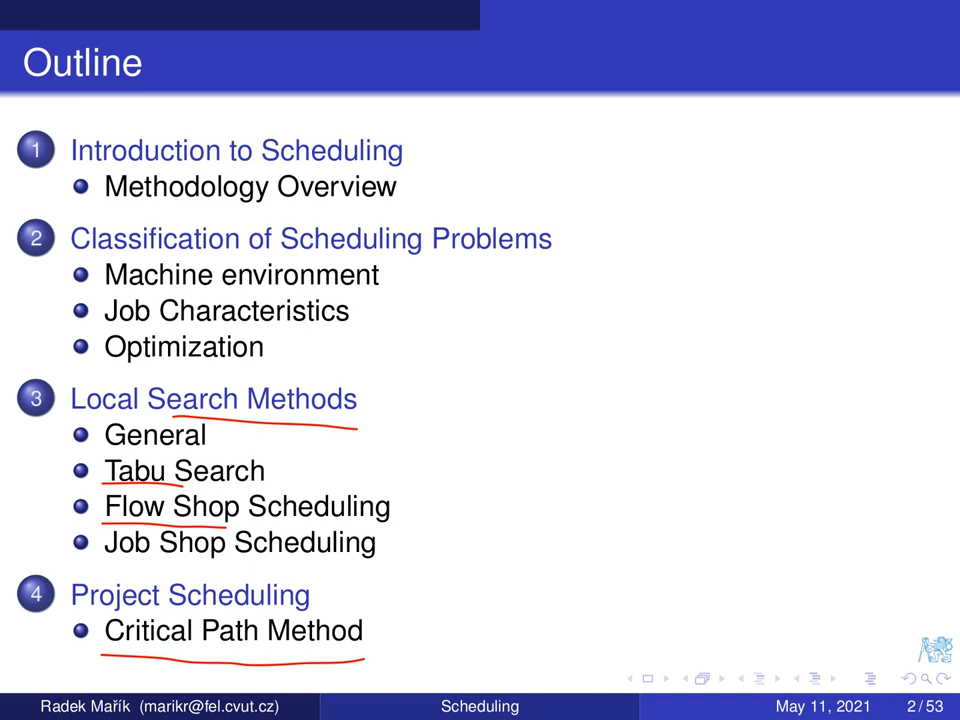 Outline
1 Introduction to Scheduling
Methodology Overview
2 Classification of Scheduling Problems
Machine environment
Job Characteristics
Optimization
3 Local Search Methods
General
Tabu Search
Flow Shop Scheduling
Job Shop Scheduling
4 Project Scheduling
Critical Path Method
Radek Mařík (marikr@fel.cvut.cz) Scheduling May 11, 2021 2 / 53